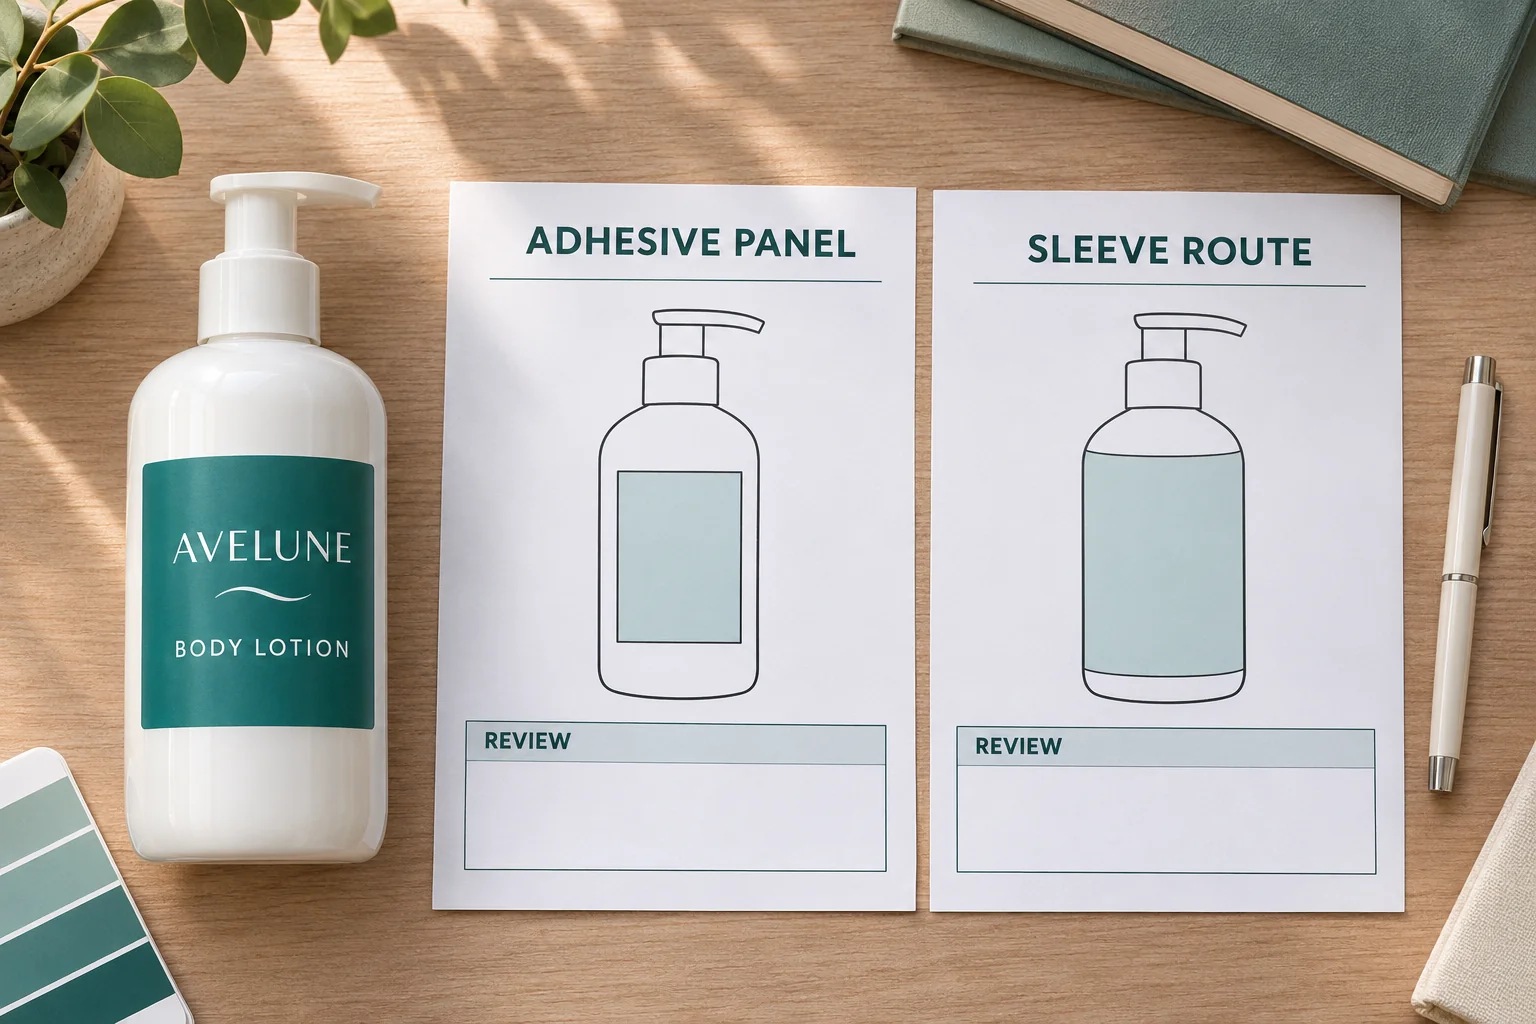 AVELUNE
BODY LOTION
ADHESIVE PANEL
REVIEW
SLEEVE ROUTE
REVIEW